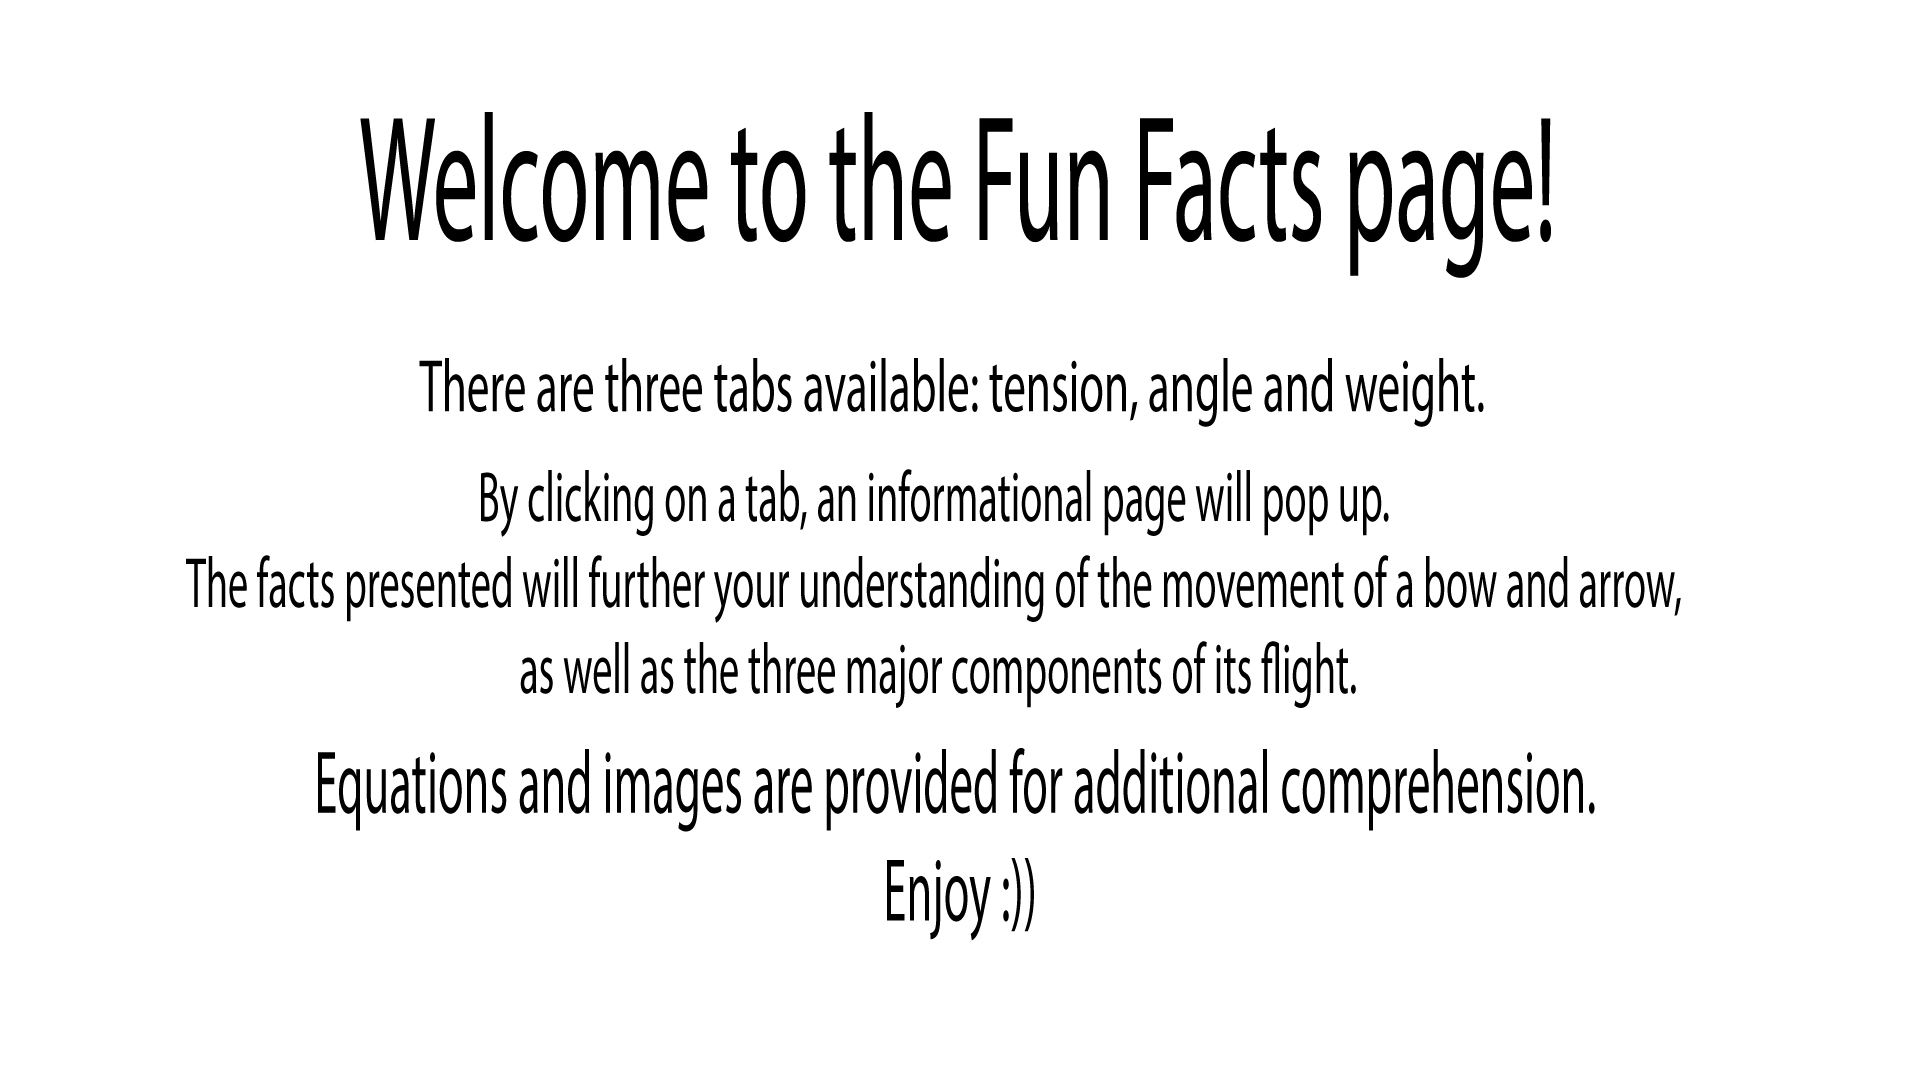 Welcome to the Fun Facts page!
There are three tabs available: tension, angle and weight.
By clicking on a tab, an informational page will pop up.
The facts presented will further your understanding of the movement of a bow and arrow,
as well as the three major components of its flight.
Equations and images are provided for additional comprehension.
Enjoy :))